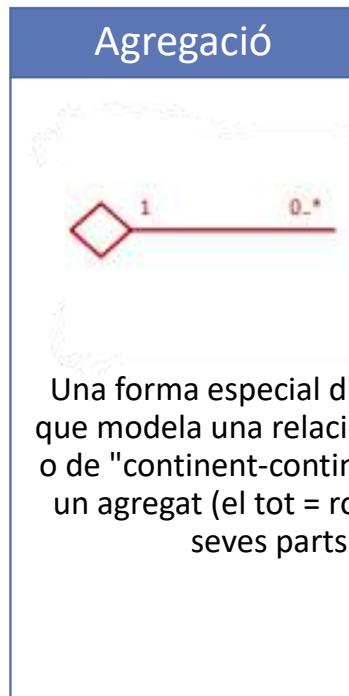 Agregació
1 0..*
Una forma especial d'
que modela una relaci
o de "continent-contin
un agregat (el tot = ro
seves parts